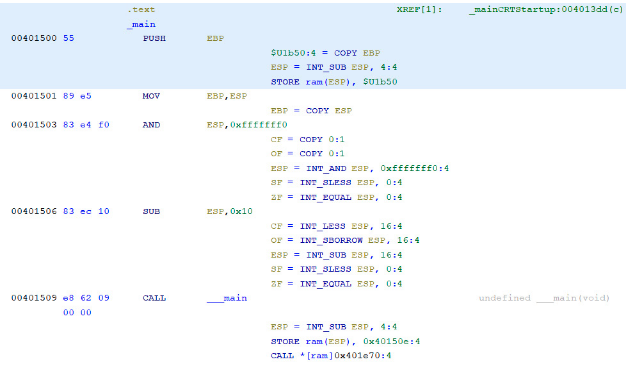 .text XREF[1]: _mainCRTStartup:004013dd(c)
_main
00401500 55 PUSH EBP
$U1b50:4 = COPY EBP
ESP = INT_SUB ESP, 4:4
STORE ram(ESP), $U1b50
00401501 89 e5 MOV EBP,ESP
EBP = COPY ESP
00401503 83 e4 f0 AND ESP,0xfffffff0
CF = COPY 0:1
OF = COPY 0:1
ESP = INT_AND ESP, 0xfffffff0:4
SF = INT_SLESS ESP, 0:4
ZF = INT_EQUAL ESP, 0:4
00401506 83 ec 10 SUB ESP,0x10
CF = INT_LESS ESP, 16:4
OF = INT_SBORROW ESP, 16:4
ESP = INT_SUB ESP, 16:4
SF = INT_SLESS ESP, 0:4
ZF = INT_EQUAL ESP, 0:4
00401509 e8 62 09 CALL ___main undefined ___main(void)
00 00
ESP = INT_SUB ESP, 4:4
STORE ram(ESP), 0x40150e:4
CALL *[ram]0x401e70:4